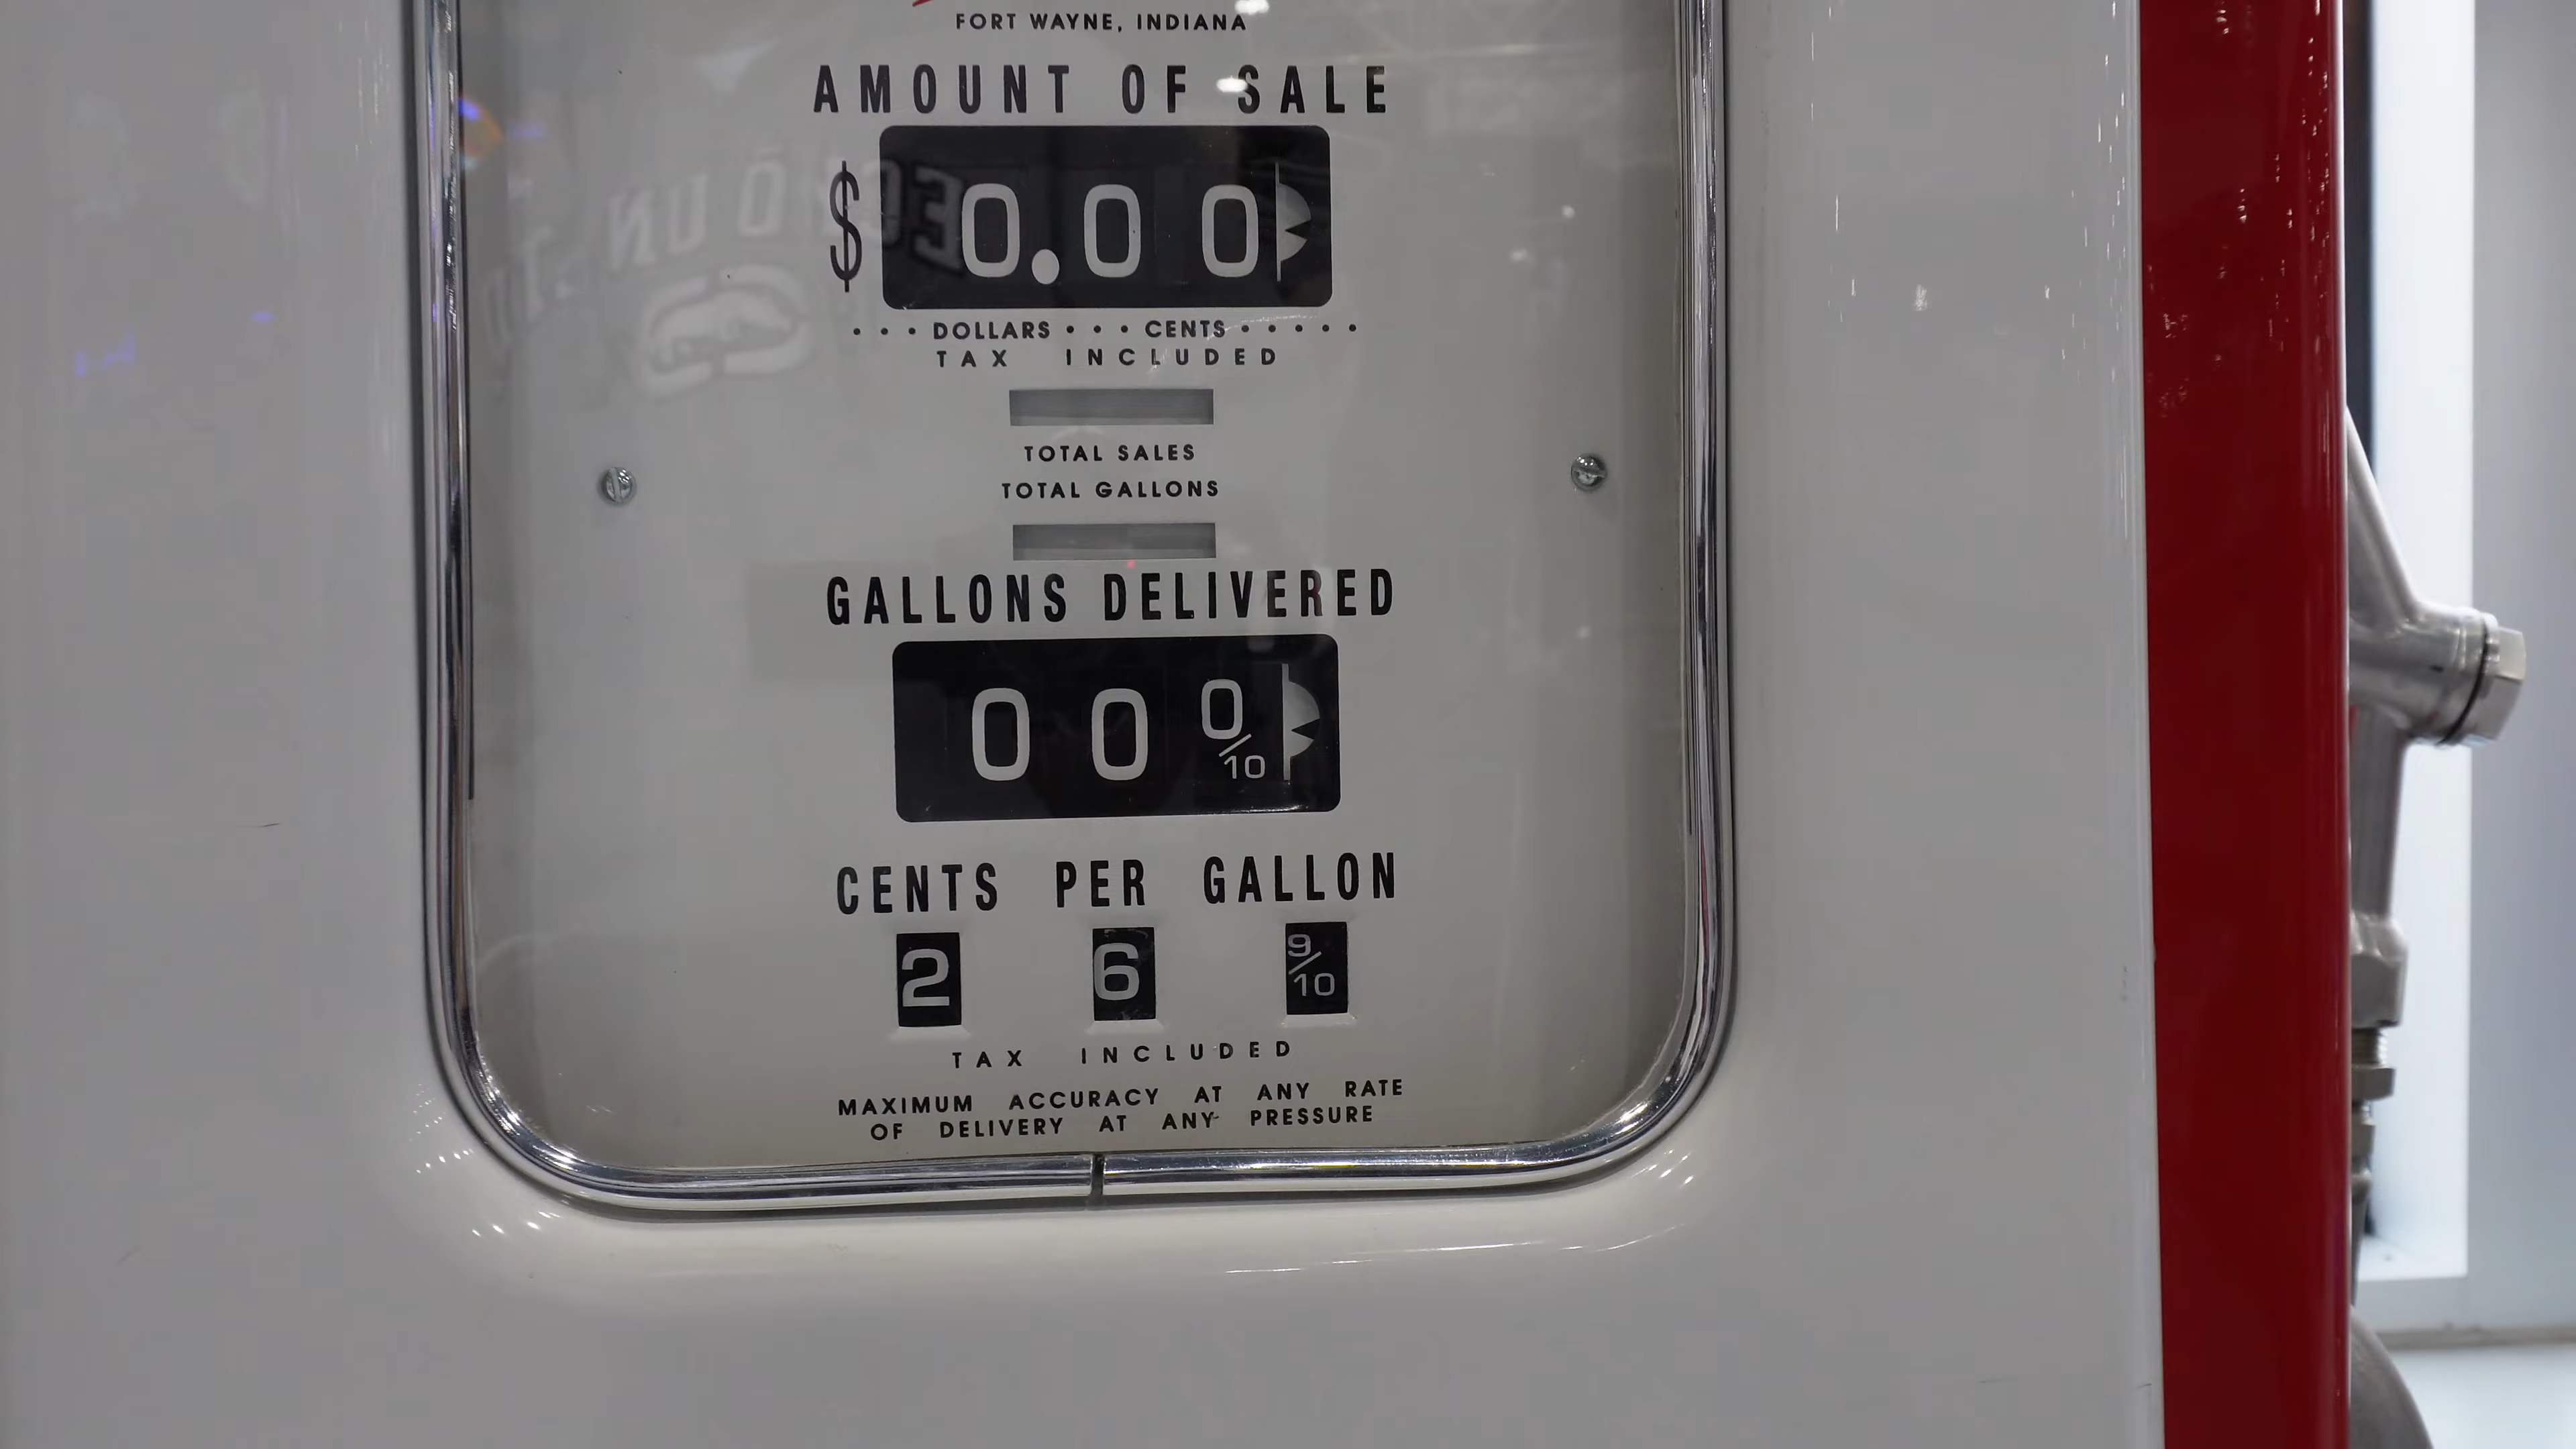 FORT WAYNE, INDIANA
AMOUNT OF SALE
$ 0.00
• • • DOLLARS • • • CENTS • • • • •
TAX INCLUDED
TOTAL SALES
TOTAL GALLONS
GALLONS DELIVERED
0 0 0/10
CENTS PER GALLON
2 6 9/10
TAX INCLUDED
MAXIMUM ACCURACY AT ANY RATE
OF DELIVERY AT ANY PRESSURE